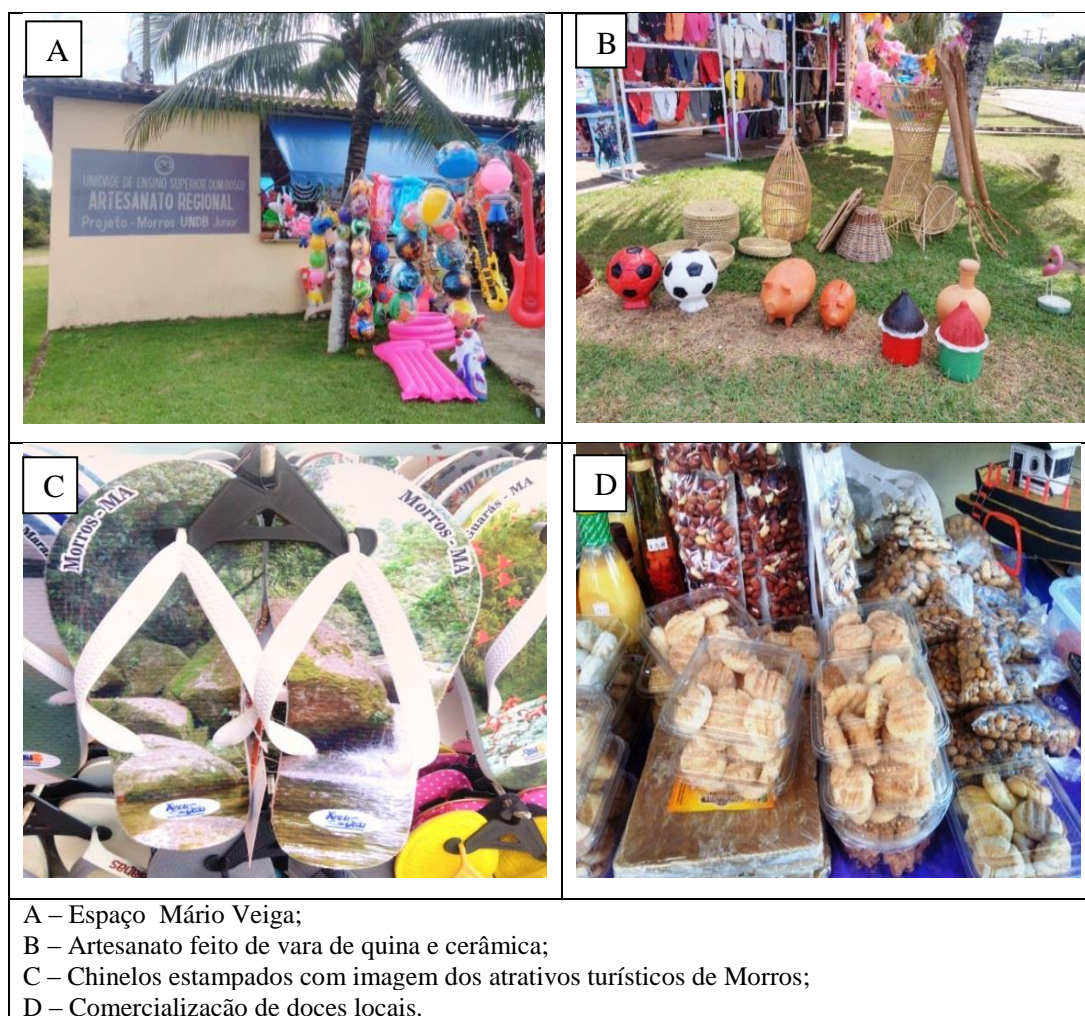 A
UNIDADE DE ENSINO SUPERIOR DOM BOSCO
ARTESANATO REGIONAL
Projeto - Morros UNDB Junior
B
C
Morros - MA
Morros - MA
Guarás - MA
D
A – Espaço Mário Veiga;
B – Artesanato feito de vara de quina e cerâmica;
C – Chinelos estampados com imagem dos atrativos turísticos de Morros;
D – Comercialização de doces locais.